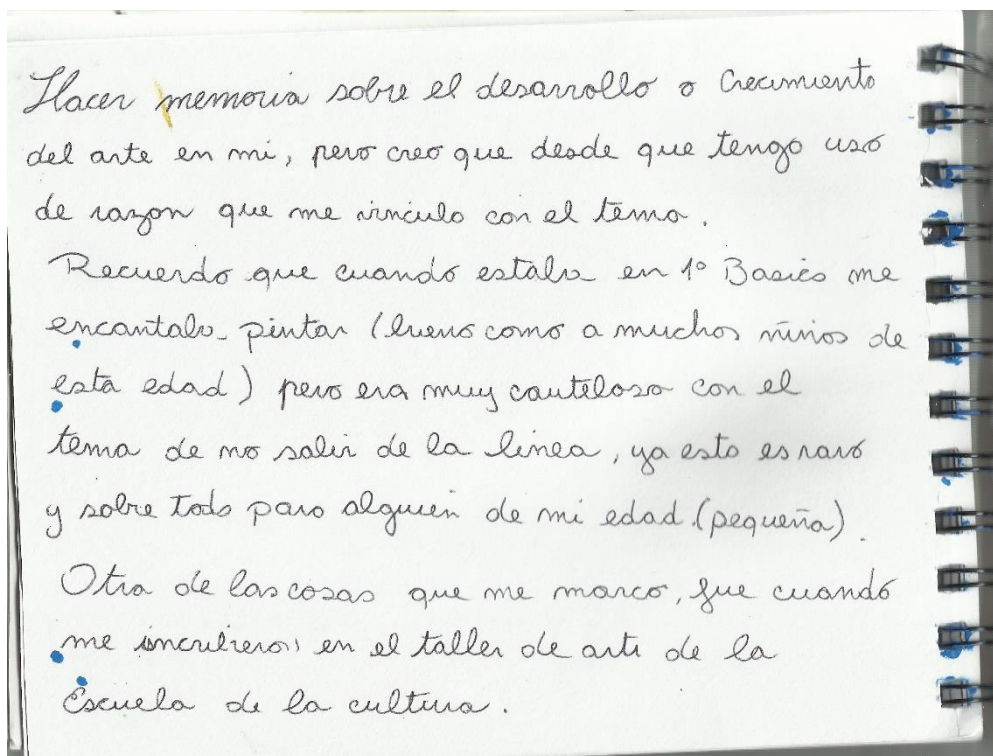 Hacer memoria sobre el desarrollo o crecimiento
del arte en mi, pero creo que desde que tengo uso
de razon que me vinculo con el tema.
Recuerdo que cuando estaba en 1º Basico me
encantaba pintar (bueno como a muchos niños de
esta edad) pero era muy cautelosa con el
tema de no salir de la linea, ya esto es raro
y sobre todo para alguien de mi edad (pequeña).
Otra de las cosas que me marco, fue cuando
me incribieron en el taller de arte de la
Escuela de la cultura.